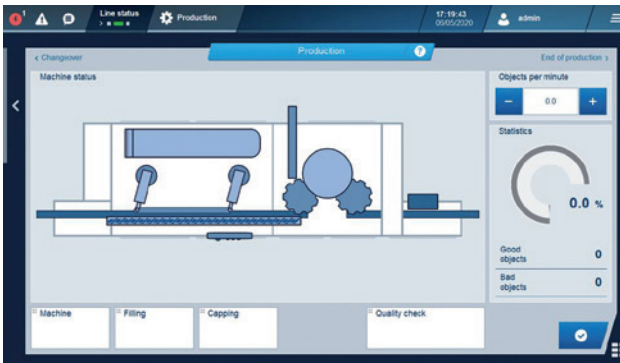 1
Line status
Production
17:19:43
06/05/2020
admin
‹ Changeover
Production
?
End of production ›
Machine status
Objects per minute
− 0.0 +
Statistics
0.0 %
Good objects 0
Bad objects 0
Machine
Filling
Capping
Quality check